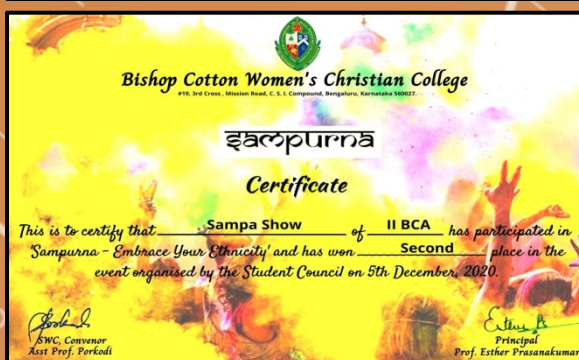 Bishop Cotton Women's Christian College
#19, 3rd Cross, Mission Road, C. S. I. Compound, Bengaluru, Karnataka 560027.
sampurna
Certificate
This is to certify that Sampa Show of II BCA has participated in
'Sampurna - Embrace Your Ethnicity' and has won Second place in the
event organised by the Student Council on 5th December, 2020.
SWC, Convenor
Asst Prof. Porkodi
Principal
Prof. Esther Prasanakumar